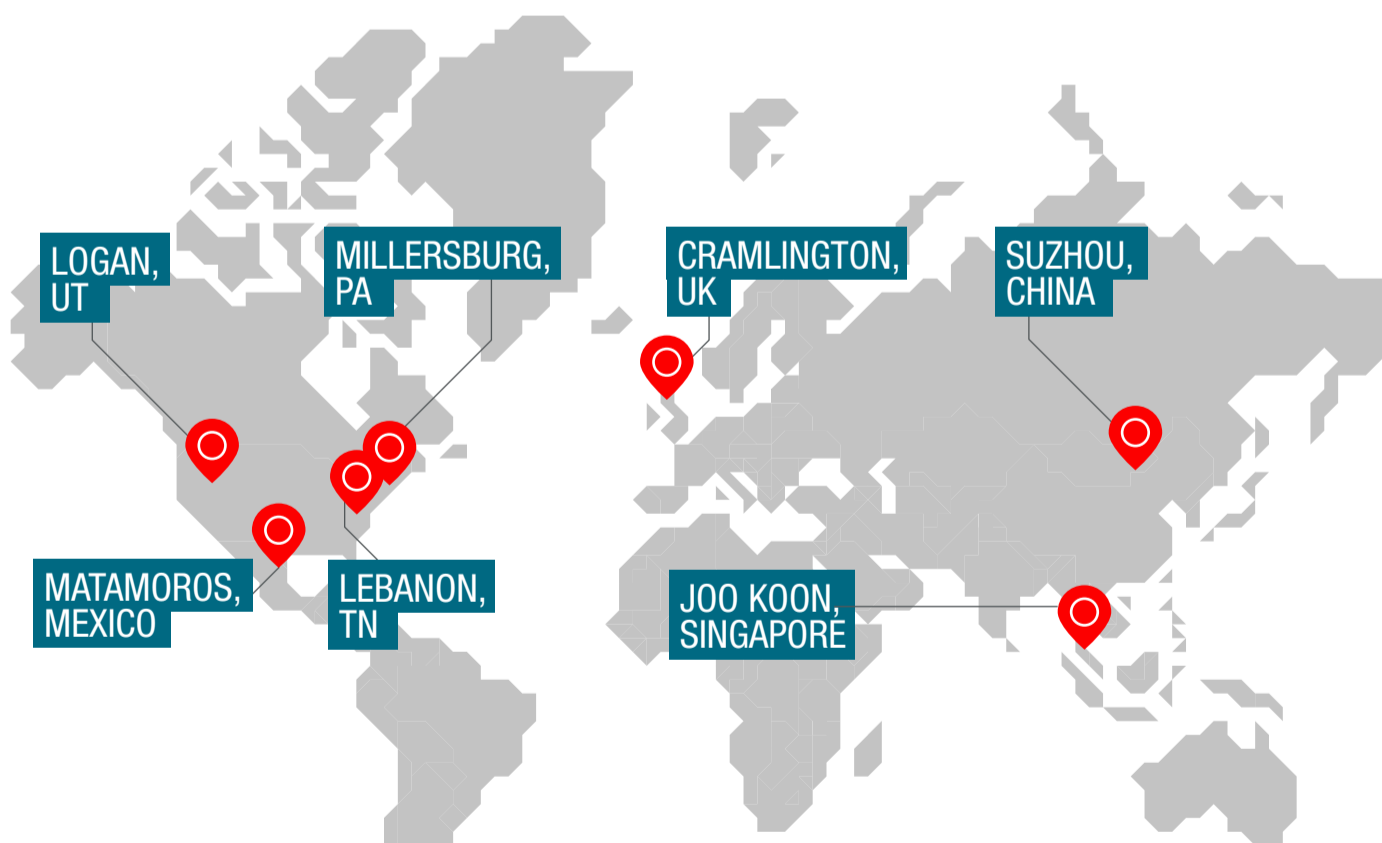 LOGAN,
UT
MILLERSBURG,
PA
CRAMLINGTON,
UK
SUZHOU,
CHINA
MATAMOROS,
MEXICO
LEBANON,
TN
JOO KOON,
SINGAPORE